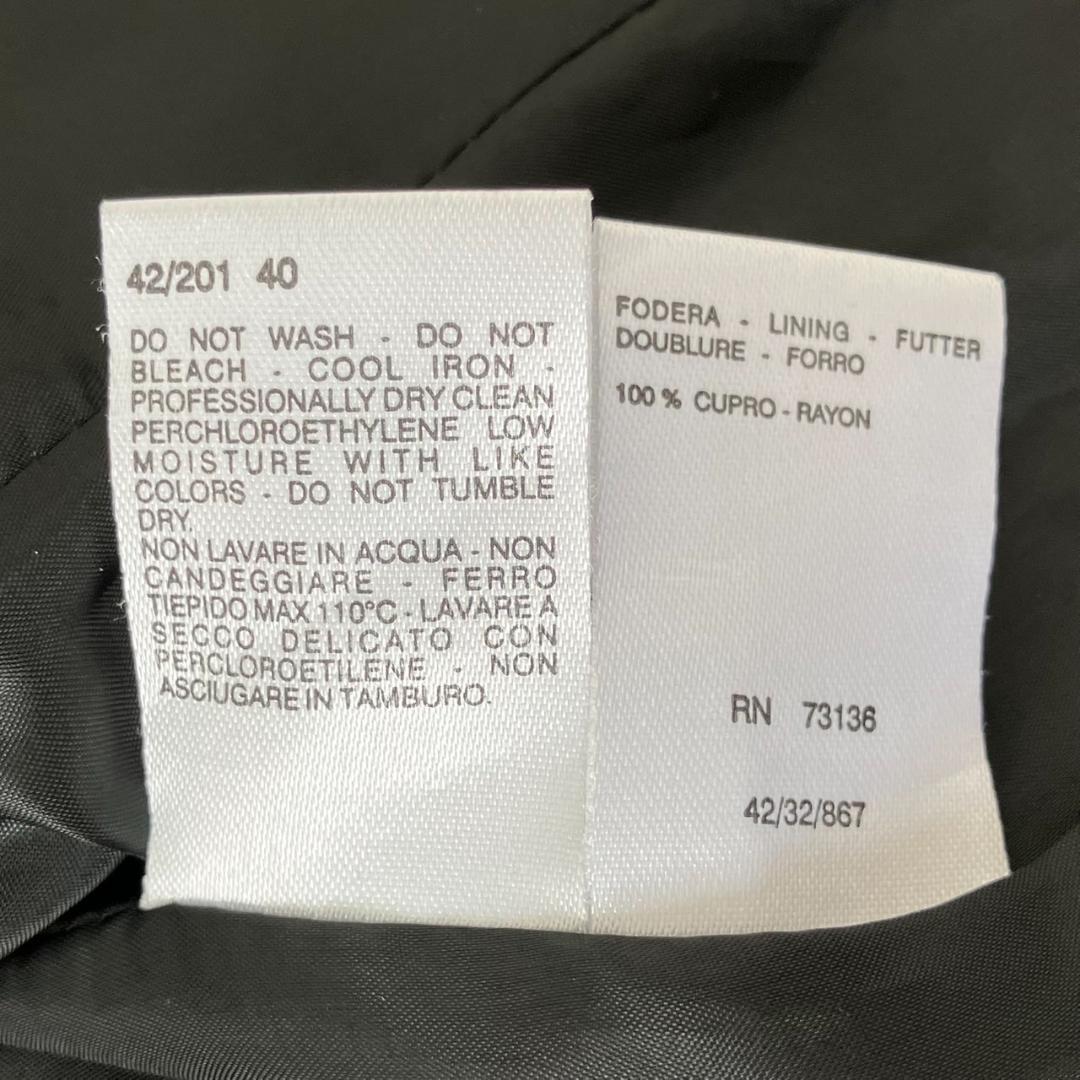 42/201 40
DO NOT WASH - DO NOT
BLEACH - COOL IRON -
PROFESSIONALLY DRY CLEAN
PERCHLOROETHYLENE LOW
MOISTURE WITH LIKE
COLORS - DO NOT TUMBLE
DRY.
NON LAVARE IN ACQUA - NON
CANDEGGIARE - FERRO
TIEPIDO MAX 110°C - LAVARE A
SECCO DELICATO CON
PERCLOROETILENE - NON
ASCIUGARE IN TAMBURO.
FODERA - LINING - FUTTER
DOUBLURE - FORRO
100 % CUPRO - RAYON
RN 73136
42/32/867